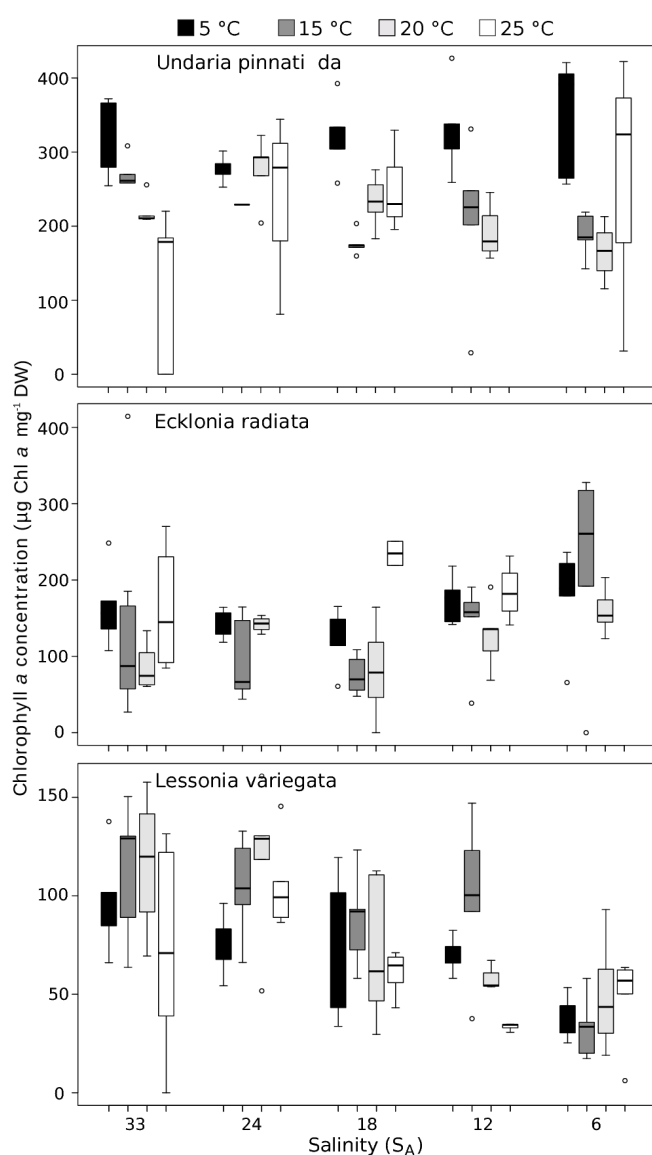 5 °C 15 °C 20 °C 25 °C
Undaria pinnati da
400
300
200
100
0
Ecklonia radiata
400
300
200
100
0
Lessonia variegata
150
100
50
0
33 24 18 12 6
Salinity (SA)
Chlorophyll a concentration (µg Chl a mg-1 DW)